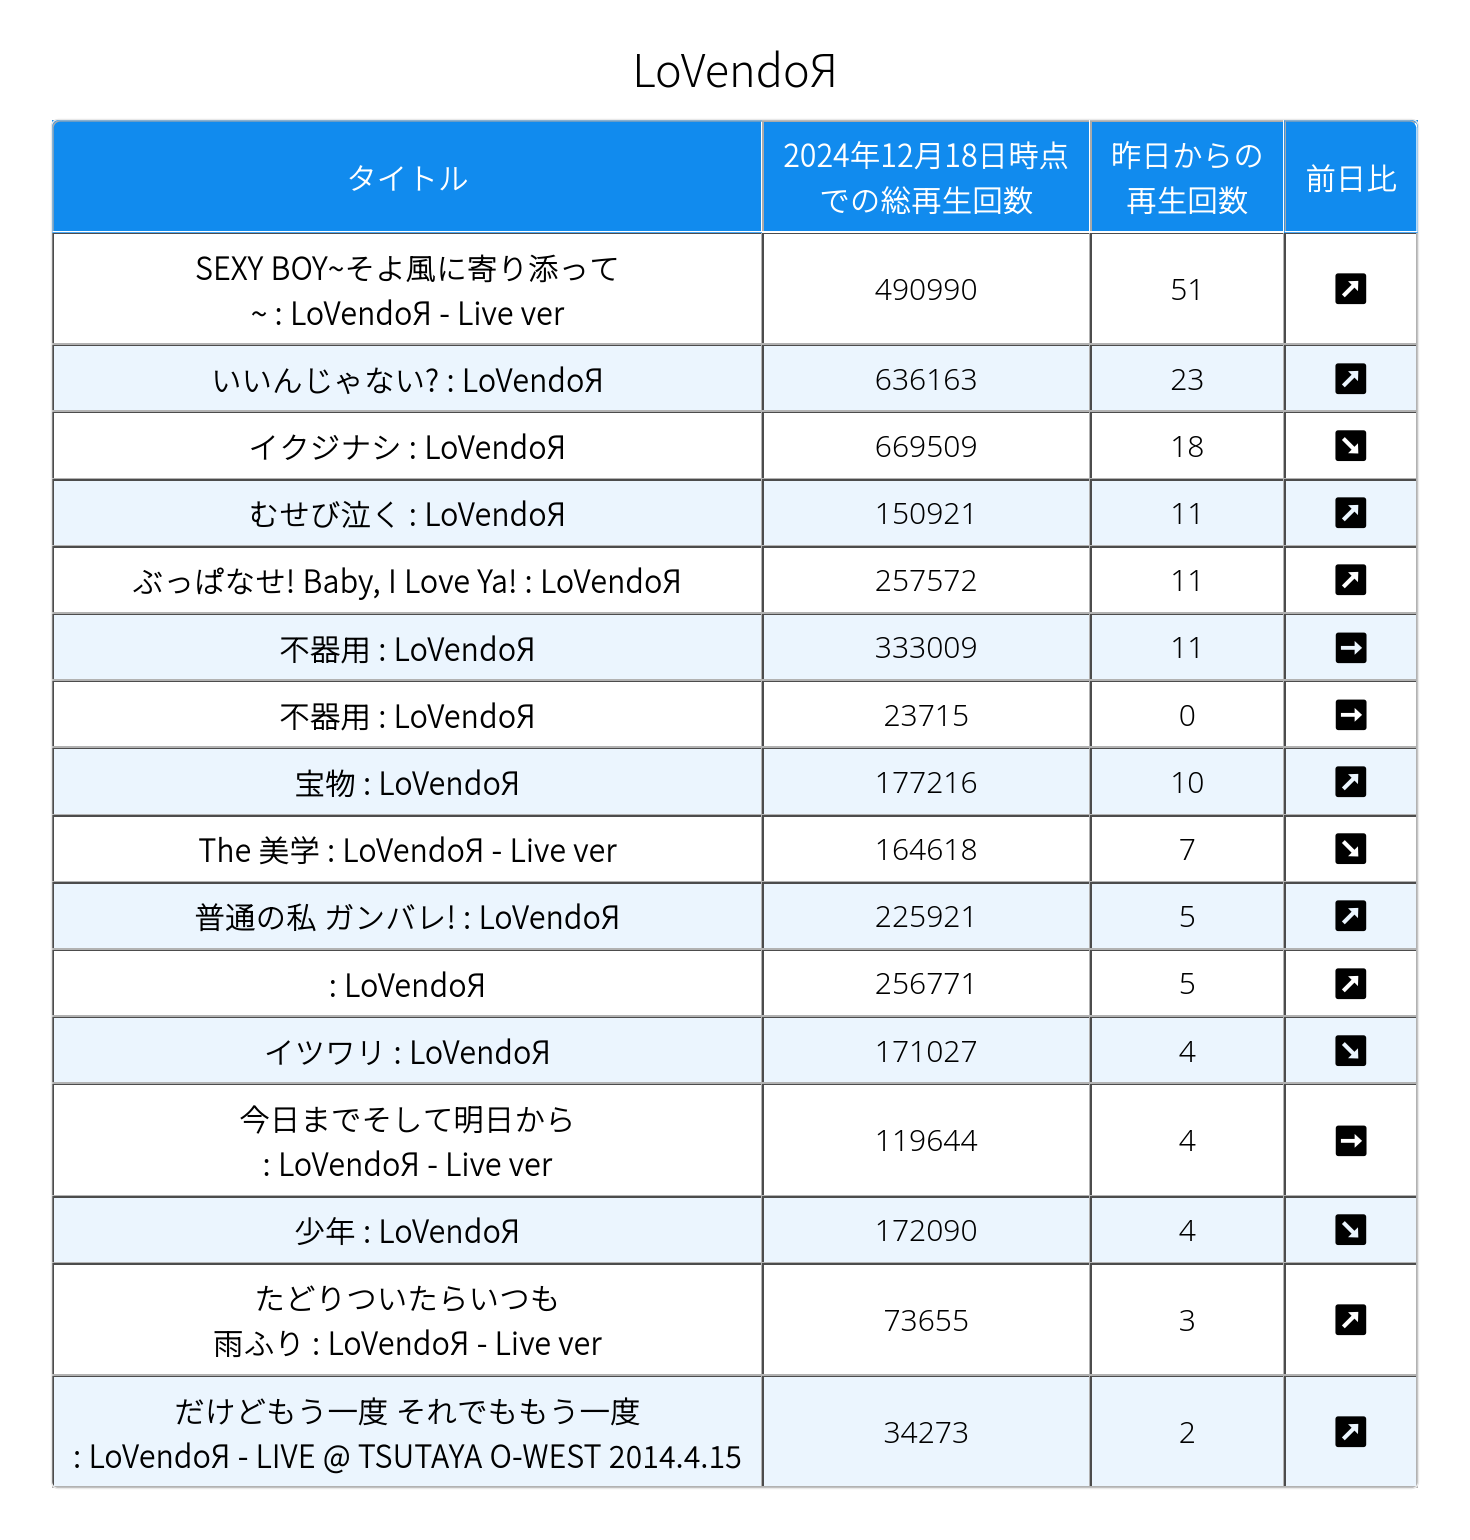 LoVendoЯ
タイトル
2024年12月18日時点
での総再生回数
昨日からの
再生回数
前日比
SEXY BOY~そよ風に寄り添って
~ : LoVendoЯ - Live ver
490990
51
いいんじゃない? : LoVendoЯ
636163
23
イクジナシ : LoVendoЯ
669509
18
むせび泣く : LoVendoЯ
150921
11
ぶっぱなせ! Baby, I Love Ya! : LoVendoЯ
257572
11
不器用 : LoVendoЯ
333009
11
不器用 : LoVendoЯ
23715
0
宝物 : LoVendoЯ
177216
10
The 美学 : LoVendoЯ - Live ver
164618
7
普通の私 ガンバレ! : LoVendoЯ
225921
5
: LoVendoЯ
256771
5
イツワリ : LoVendoЯ
171027
4
今日までそして明日から
: LoVendoЯ - Live ver
119644
4
少年 : LoVendoЯ
172090
4
たどりついたらいつも
雨ふり : LoVendoЯ - Live ver
73655
3
だけどもう一度 それでももう一度
: LoVendoЯ - LIVE @ TSUTAYA O-WEST 2014.4.15
34273
2